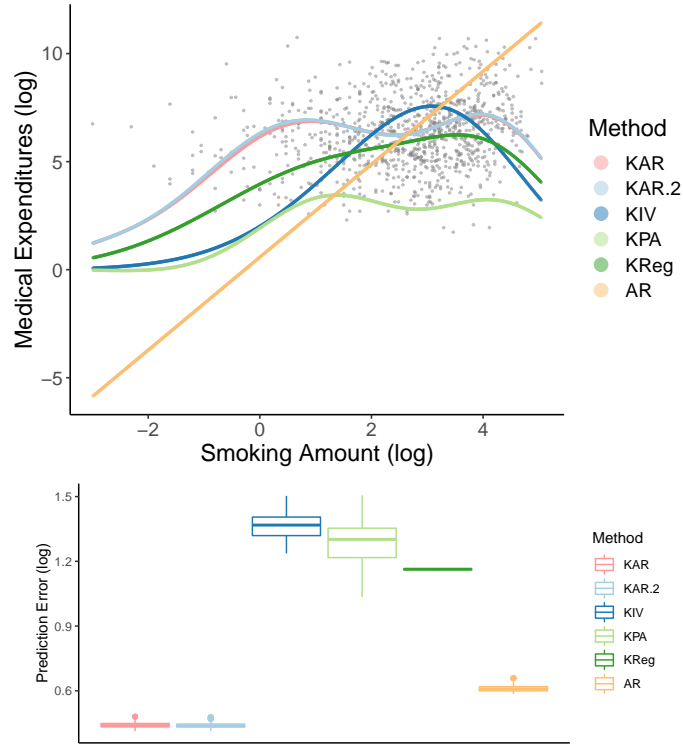 10
5
0
−5
Medical Expenditures (log)
−2
0
2
4
Smoking Amount (log)
Method
KAR
KAR.2
KIV
KPA
KReg
AR
1.5
1.2
0.9
0.6
Prediction Error (log)
Method
KAR
KAR.2
KIV
KPA
KReg
AR